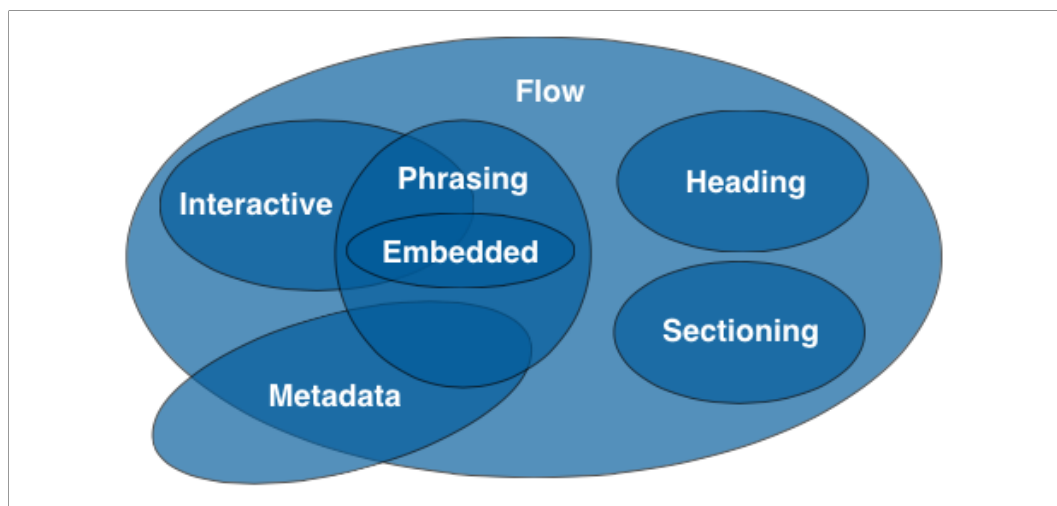 Flow
Phrasing
Heading
Interactive
Embedded
Sectioning
Metadata